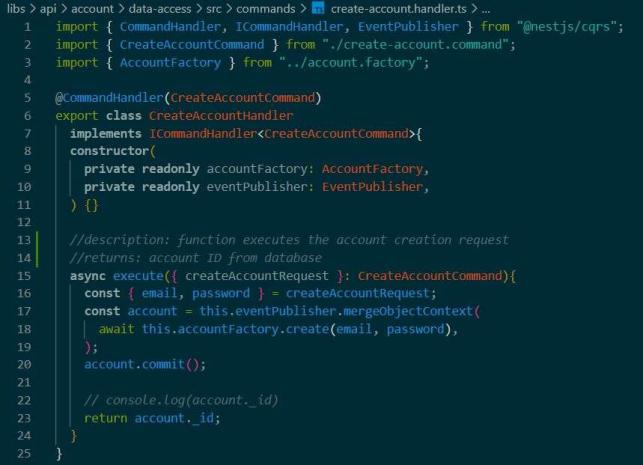 libs > api > account > data-access > src > commands > TS create-account.handler.ts > ...
1 import { CommandHandler, ICommandHandler, EventPublisher } from "@nestjs/cqrs";
2 import { CreateAccountCommand } from "./create-account.command";
3 import { AccountFactory } from "../account.factory";
4
5 @CommandHandler(CreateAccountCommand)
6 export class CreateAccountHandler
7   implements ICommandHandler<CreateAccountCommand>{
8   constructor(
9     private readonly accountFactory: AccountFactory,
10     private readonly eventPublisher: EventPublisher,
11   ) {}
12
13   //description: function executes the account creation request
14   //returns: account ID from database
15   async execute({ createAccountRequest }: CreateAccountCommand){
16     const { email, password } = createAccountRequest;
17     const account = this.eventPublisher.mergeObjectContext(
18       await this.accountFactory.create(email, password),
19     );
20     account.commit();
21
22     // console.log(account._id)
23     return account._id;
24   }
25 }